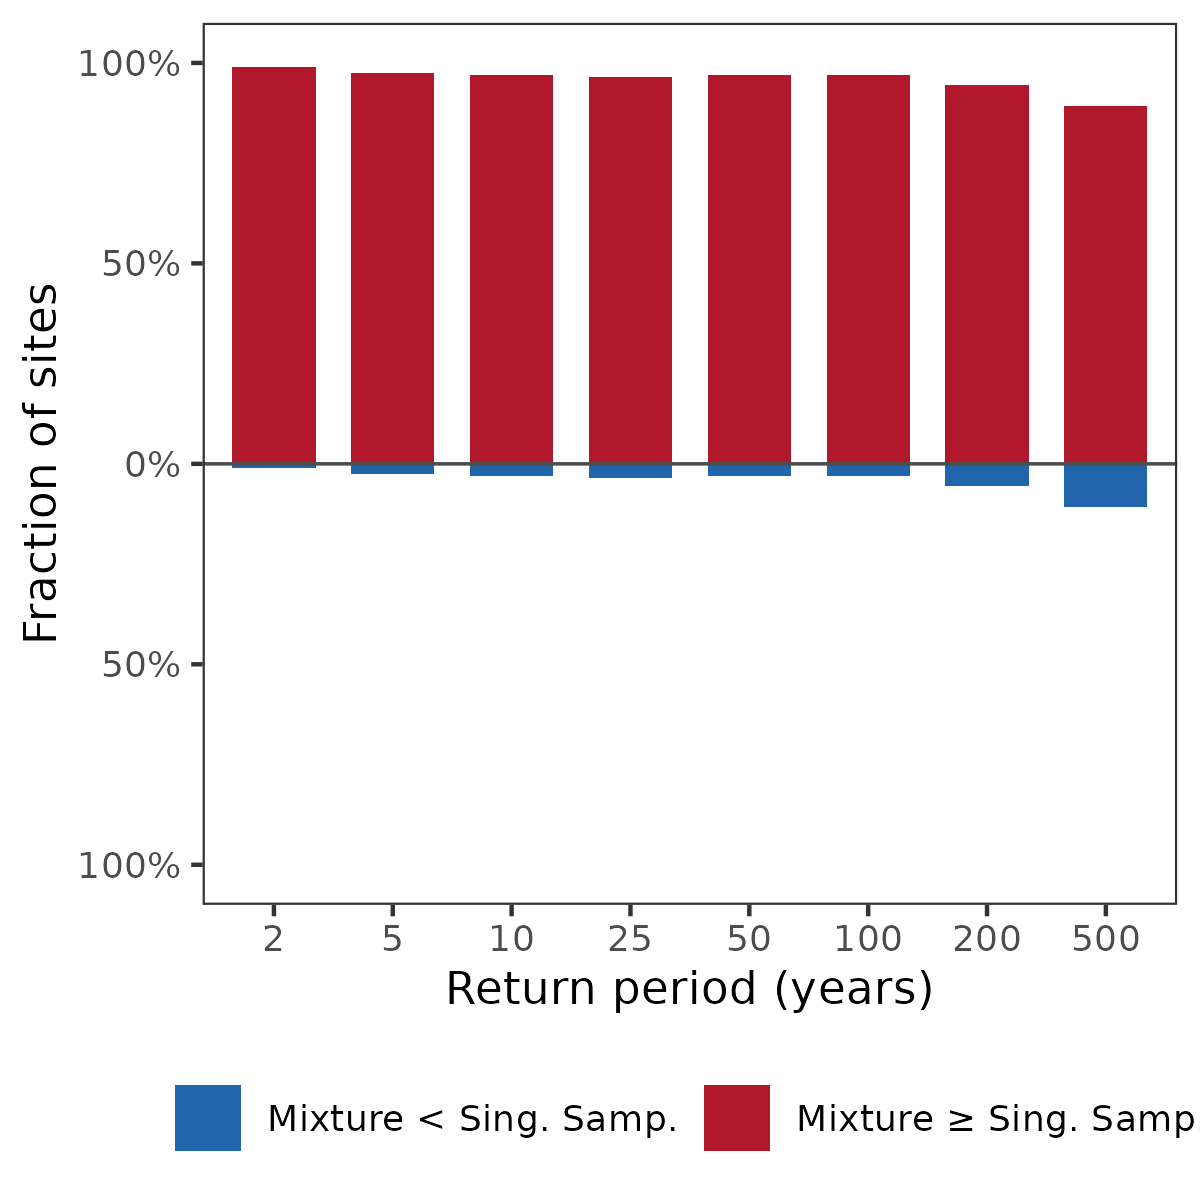 100%
50%
0%
50%
100%
Fraction of sites
2 5 10 25 50 100 200 500
Return period (years)
Mixture < Sing. Samp. Mixture ≥ Sing. Samp